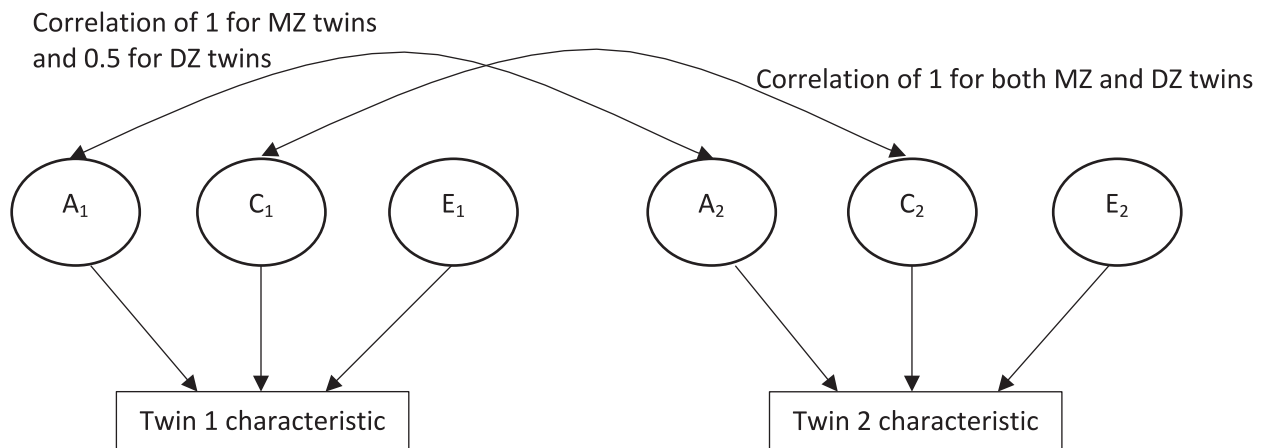 Correlation of 1 for MZ twins
and 0.5 for DZ twins
Correlation of 1 for both MZ and DZ twins
A₁ C₁ E₁ A₂ C₂ E₂
Twin 1 characteristic Twin 2 characteristic